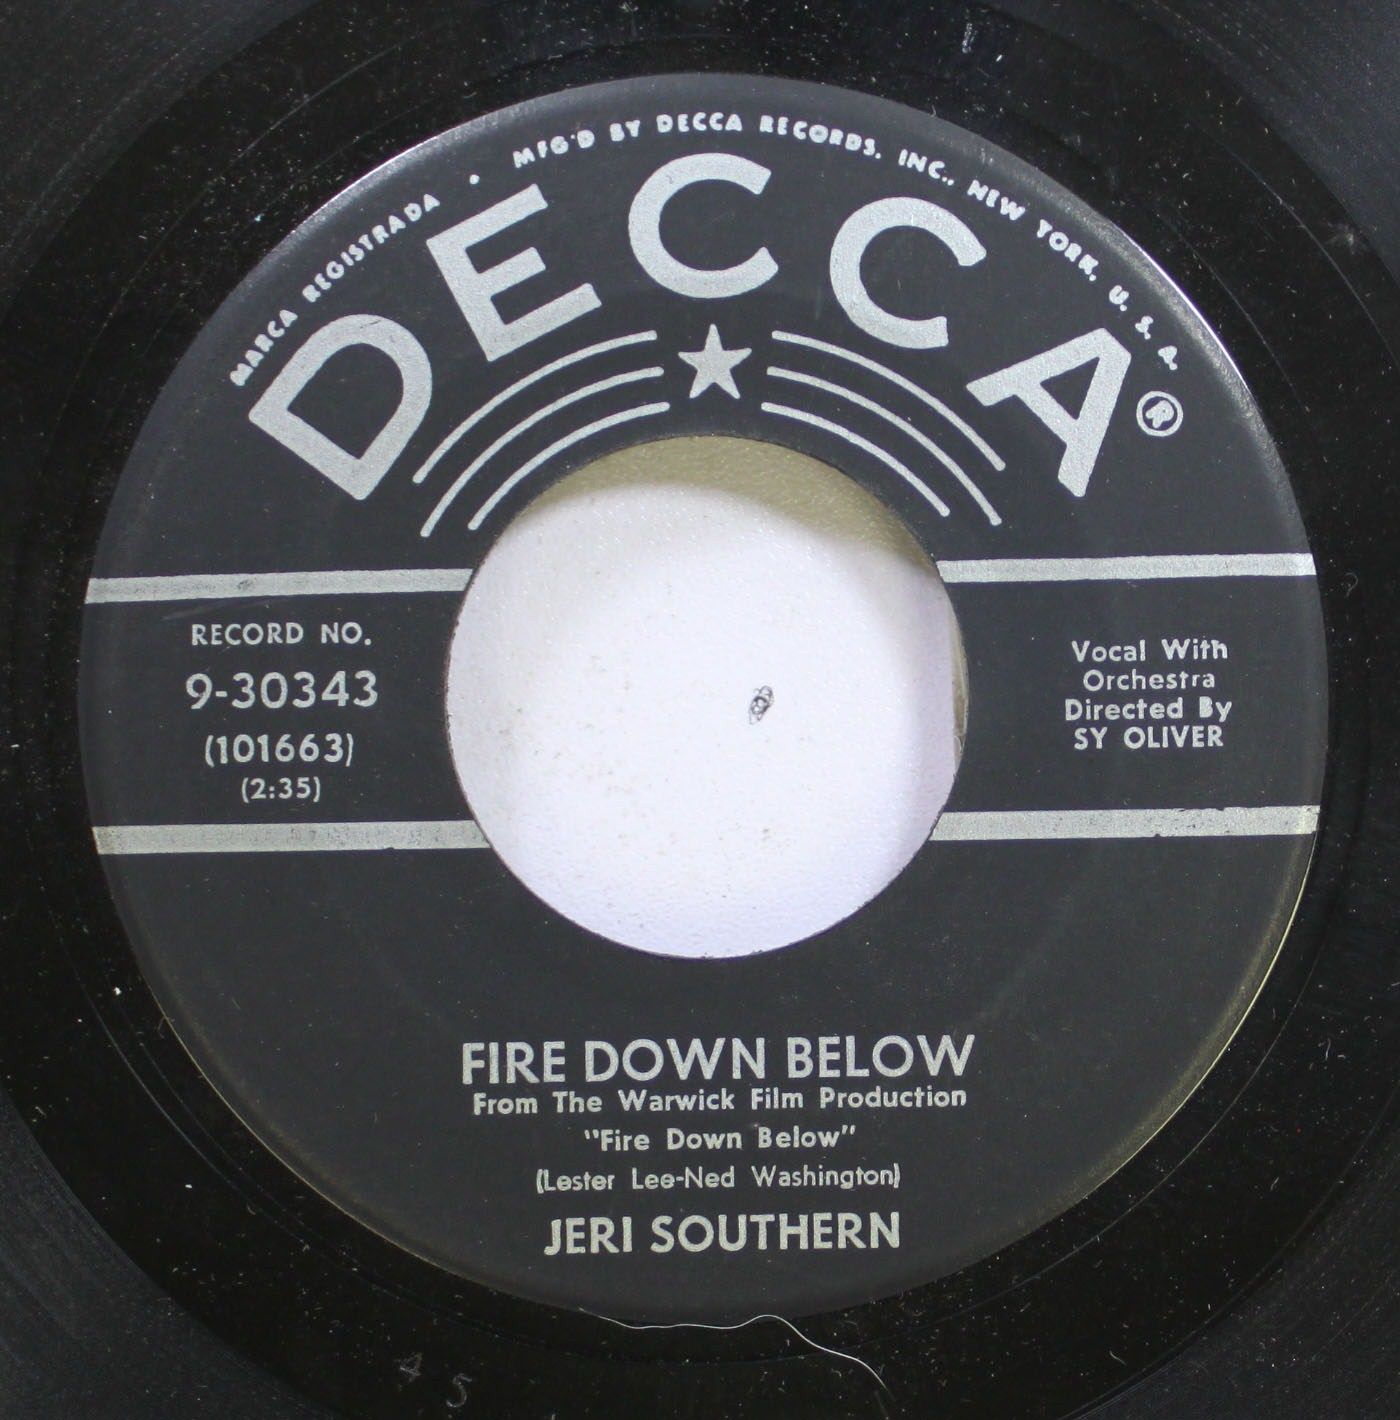 MARCA REGISTRADA • MFG'D BY DECCA RECORDS, INC., NEW YORK, U. S. A.
DECCA®
RECORD NO.
9-30343
(101663)
(2:35)
Vocal With
Orchestra
Directed By
SY OLIVER
FIRE DOWN BELOW
From The Warwick Film Production
"Fire Down Below"
(Lester Lee-Ned Washington)
JERI SOUTHERN
45